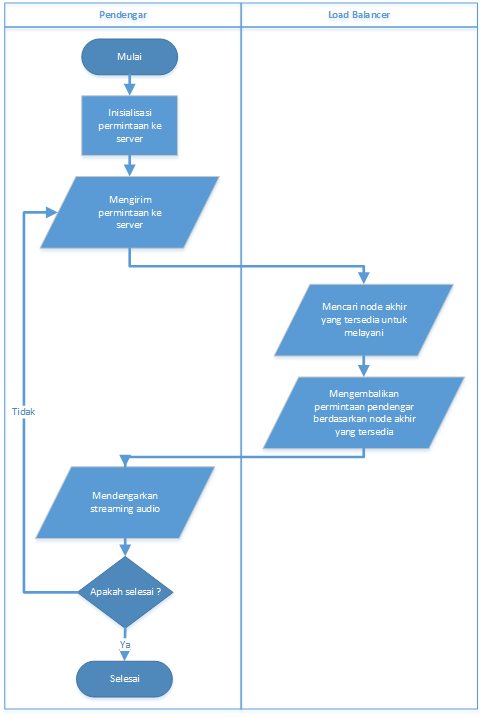 Pendengar
Load Balancer
Mulai
Inisialisasi
permintaan ke
server
Mengirim
permintaan ke
server
Mencari node akhir
yang tersedia untuk
melayani
Mengembalikan
permintaan pendengar
berdasarkan node akhir
yang tersedia
Tidak
Mendengarkan
streaming audio
Apakah selesai ?
Ya
Selesai